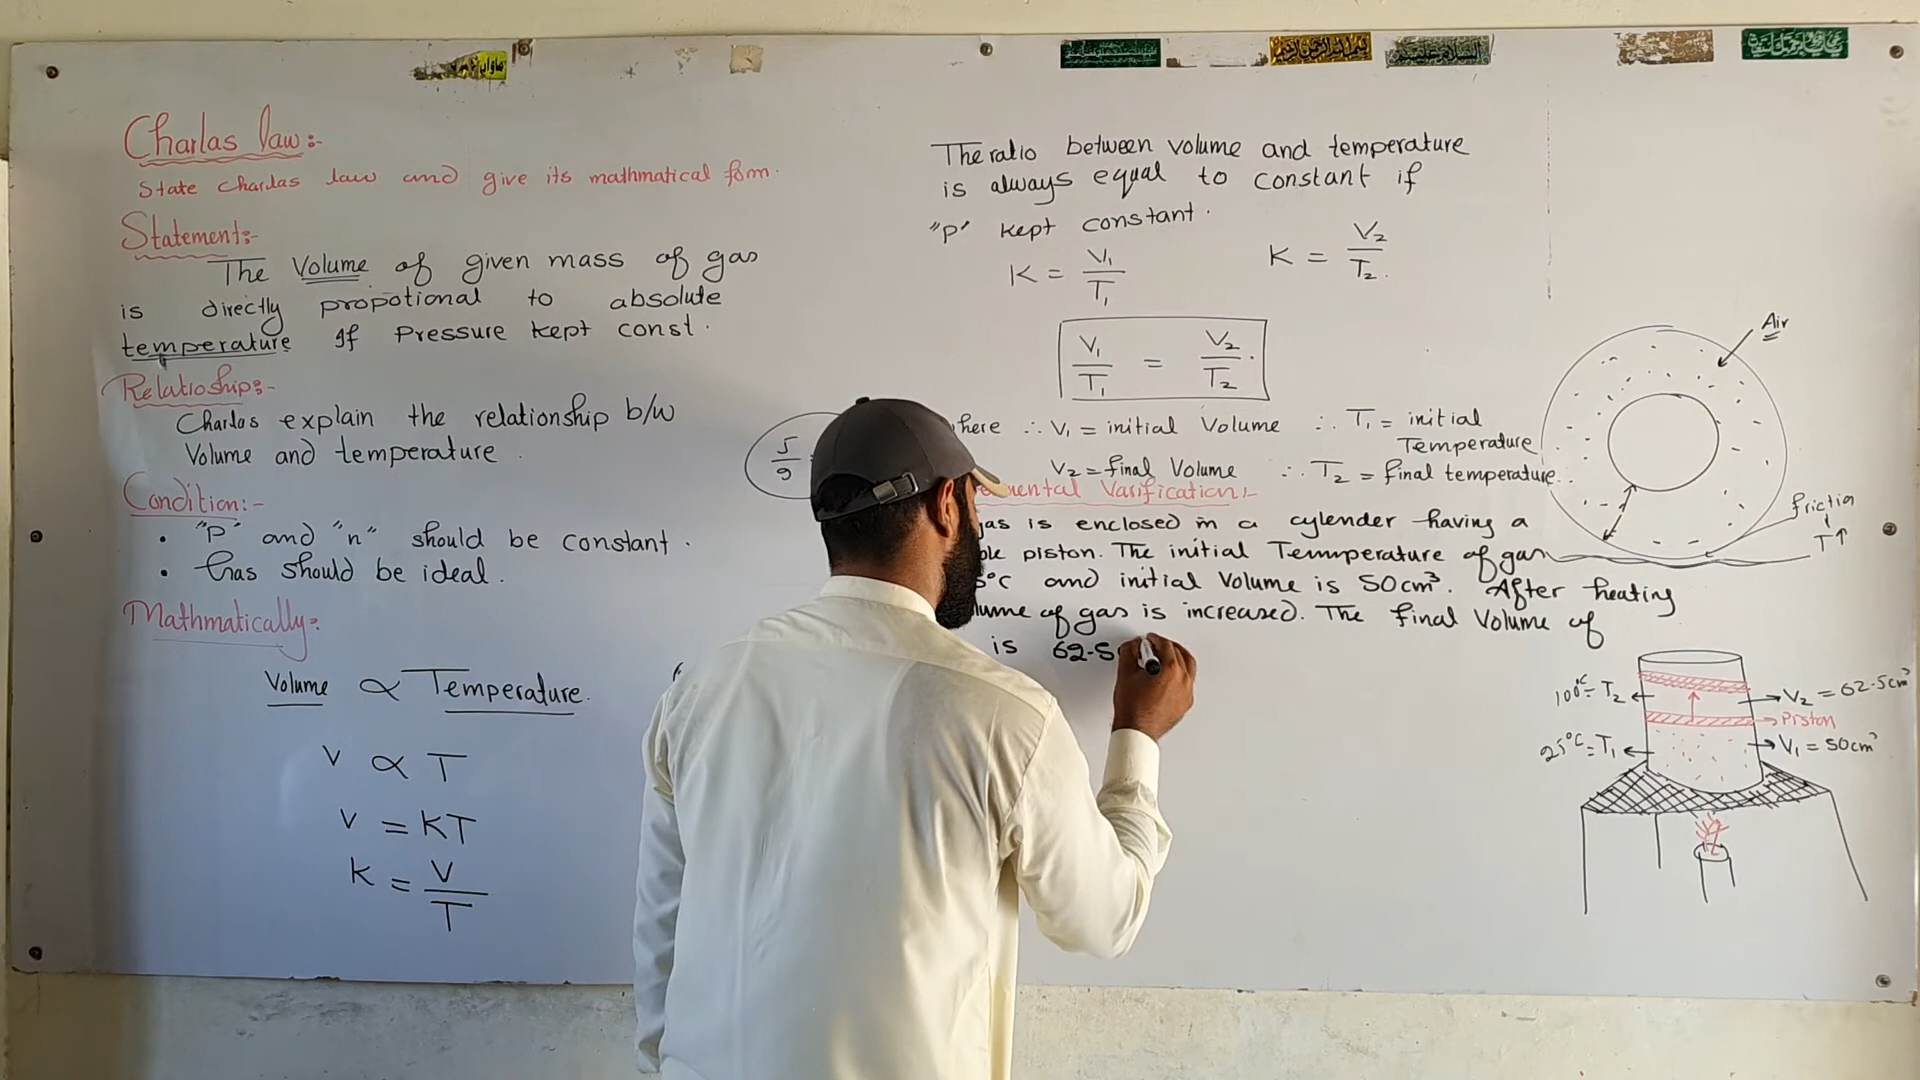 Charlas law:-
State Charlas law and give its mathmatical form.
Statement:-
The Volume of given mass of gas
is directly propotional to absolute
temperature If Pressure kept const.
Relatioship:-
Charlas explain the relationship b/w
Volume and temperature.
Condition:-
• "P" and "n" should be constant.
• Gas should be ideal.
Mathmatically:
Volume ∝ Temperature.
V ∝ T
V = KT
K = V/T
5/9
The ratio between volume and temperature
is always equal to constant if
"P" kept constant.
K = V₁/T₁ K = V₂/T₂.
V₁/T₁ = V₂/T₂.
here ∴ V₁ = initial Volume ∴ T₁ = initial
Temperature
V₂ = final Volume ∴ T₂ = final temperature..
mental Varification:-
gas is enclosed in a cylender having a
ble piston. The initial Temperature of gas
5°C and initial Volume is 50cm³. After heating
lume of gas is increased. The final Volume of
is 62.5
Air
friction
T↑
100°C = T₂
V₂ = 62.5cm³
Piston
25°C = T₁
V₁ = 50cm³